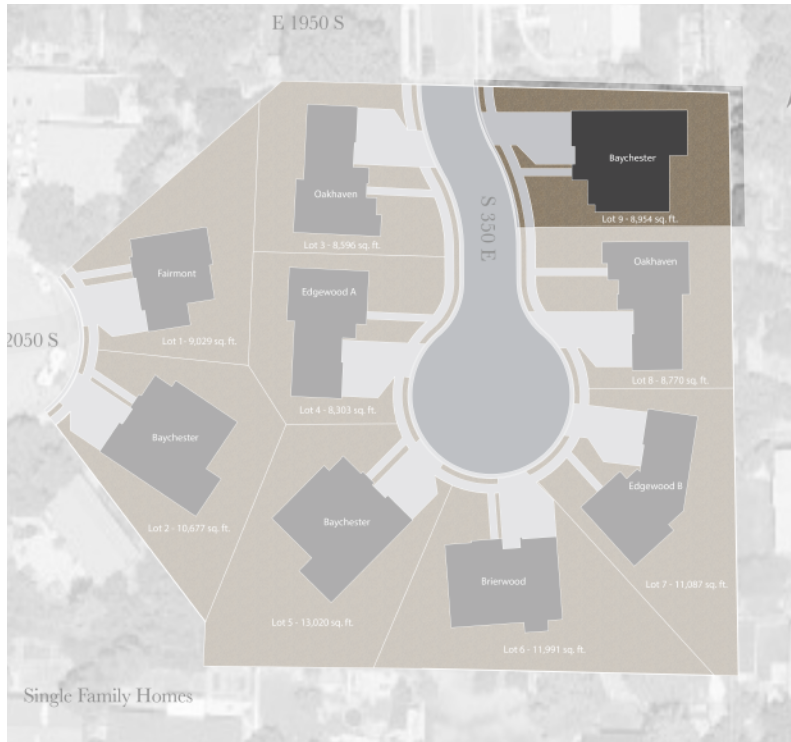 E 1950 S
Baychester
Lot 9 - 8,954 sq. ft.
Oakhaven
Lot 3 - 8,596 sq. ft.
S 350 E
Fairmont
Lot 1- 9,029 sq. ft.
2050 S
Edgewood A
Lot 4 - 8,303 sq. ft.
Oakhaven
Lot 8 - 8,770 sq. ft.
Baychester
Lot 2 - 10,677 sq. ft.
Baychester
Lot 5 - 13,020 sq. ft.
Edgewood B
Lot 7 - 11,087 sq. ft.
Brierwood
Lot 6 - 11,991 sq. ft.
Single Family Homes